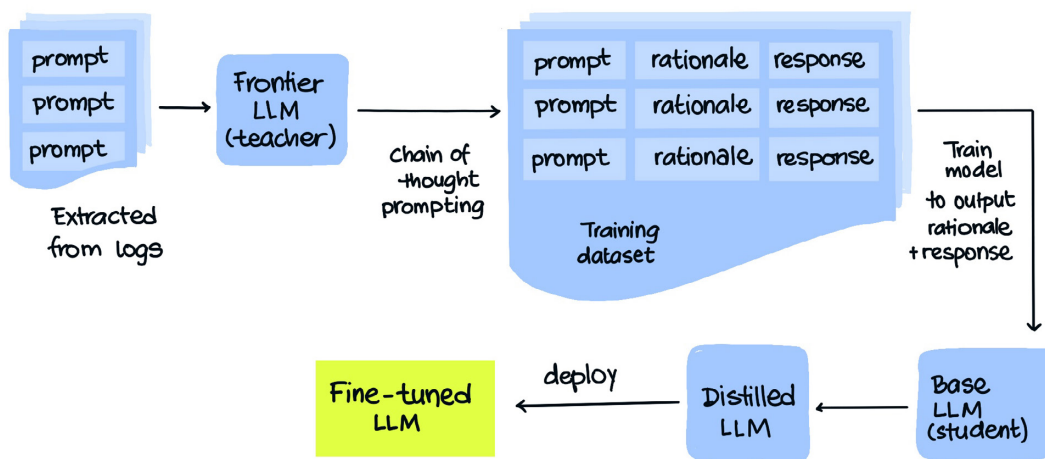 prompt
prompt
prompt
Extracted
from logs
Frontier
LLM
(teacher)
Chain of
thought
prompting
prompt rationale response
prompt rationale response
prompt rationale response
Training
dataset
Train
model
to output
rationale
+response
Base
LLM
(student)
Distilled
LLM
deploy
Fine-tuned
LLM